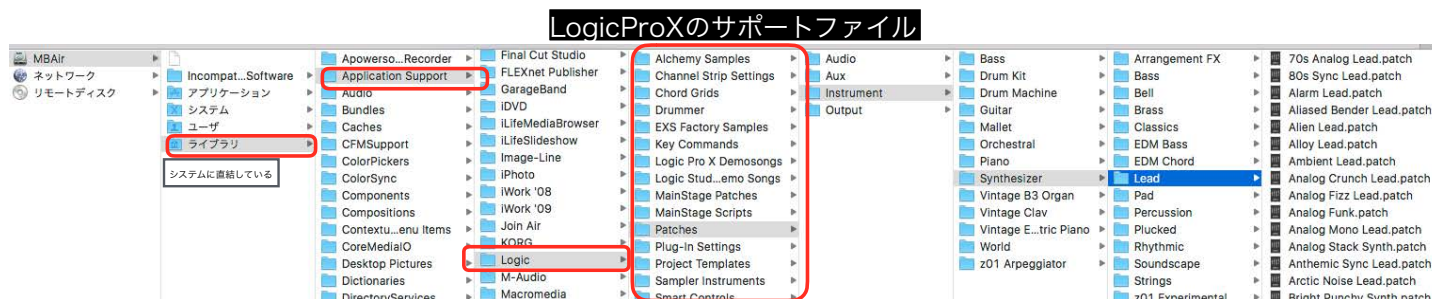 LogicProXのサポートファイル
MBAir
ネットワーク
リモートディスク
Incompat...Software
アプリケーション
システム
ユーザ
ライブラリ
システムに直結している
Apowerso...Recorder
Application Support
Audio
Bundles
Caches
CFMSupport
ColorPickers
ColorSync
Components
Compositions
Contextu...enu Items
CoreMediaIO
Desktop Pictures
Dictionaries
DirectoryServices
Final Cut Studio
FLEXnet Publisher
GarageBand
iDVD
iLifeMediaBrowser
iLifeSlideshow
Image-Line
iPhoto
iWork '08
iWork '09
Join Air
KORG
Logic
M-Audio
Macromedia
Alchemy Samples
Channel Strip Settings
Chord Grids
Drummer
EXS Factory Samples
Key Commands
Logic Pro X Demosongs
Logic Stud...emo Songs
MainStage Patches
MainStage Scripts
Patches
Plug-In Settings
Project Templates
Sampler Instruments
Smart Controls
Audio
Aux
Instrument
Output
Bass
Drum Kit
Drum Machine
Guitar
Mallet
Orchestral
Piano
Synthesizer
Vintage B3 Organ
Vintage Clav
Vintage E...tric Piano
World
z01 Arpeggiator
Arrangement FX
Bass
Bell
Brass
Classics
EDM Bass
EDM Chord
Lead
Pad
Percussion
Plucked
Rhythmic
Soundscape
Strings
z01 Experimental
70s Analog Lead.patch
80s Sync Lead.patch
Alarm Lead.patch
Aliased Bender Lead.patch
Alien Lead.patch
Alloy Lead.patch
Ambient Lead.patch
Analog Crunch Lead.patch
Analog Fizz Lead.patch
Analog Funk.patch
Analog Mono Lead.patch
Analog Stack Synth.patch
Anthemic Sync Lead.patch
Arctic Noise Lead.patch
Bright Punchy Synth.patch